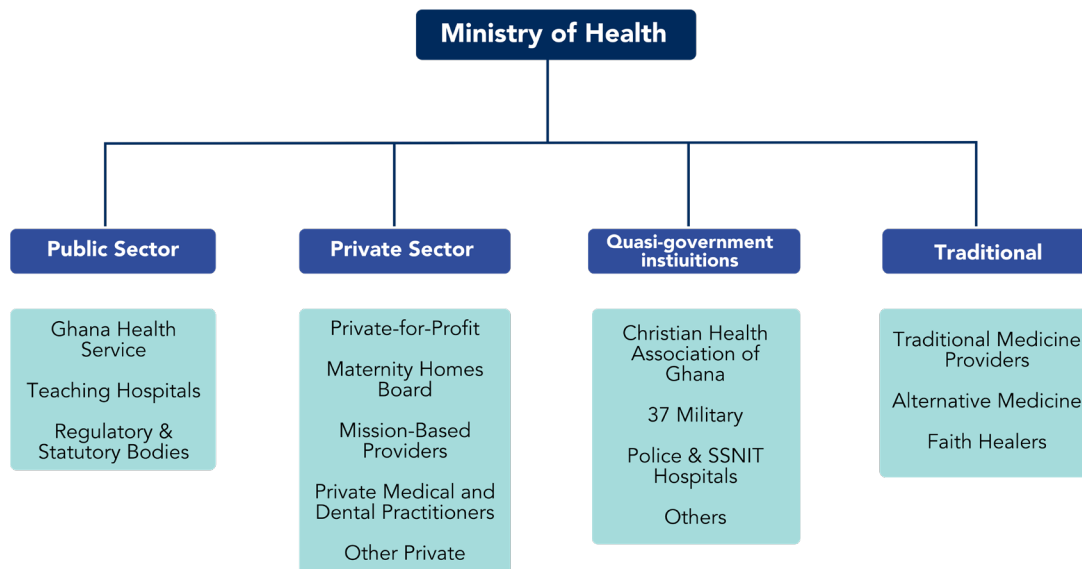 Ministry of Health
Public Sector
Private Sector
Quasi-government
instiuitions
Traditional
Ghana Health
Service
Teaching Hospitals
Regulatory &
Statutory Bodies
Private-for-Profit
Maternity Homes
Board
Mission-Based
Providers
Private Medical and
Dental Practitioners
Other Private
Christian Health
Association of
Ghana
37 Military
Police & SSNIT
Hospitals
Others
Traditional Medicine
Providers
Alternative Medicine
Faith Healers